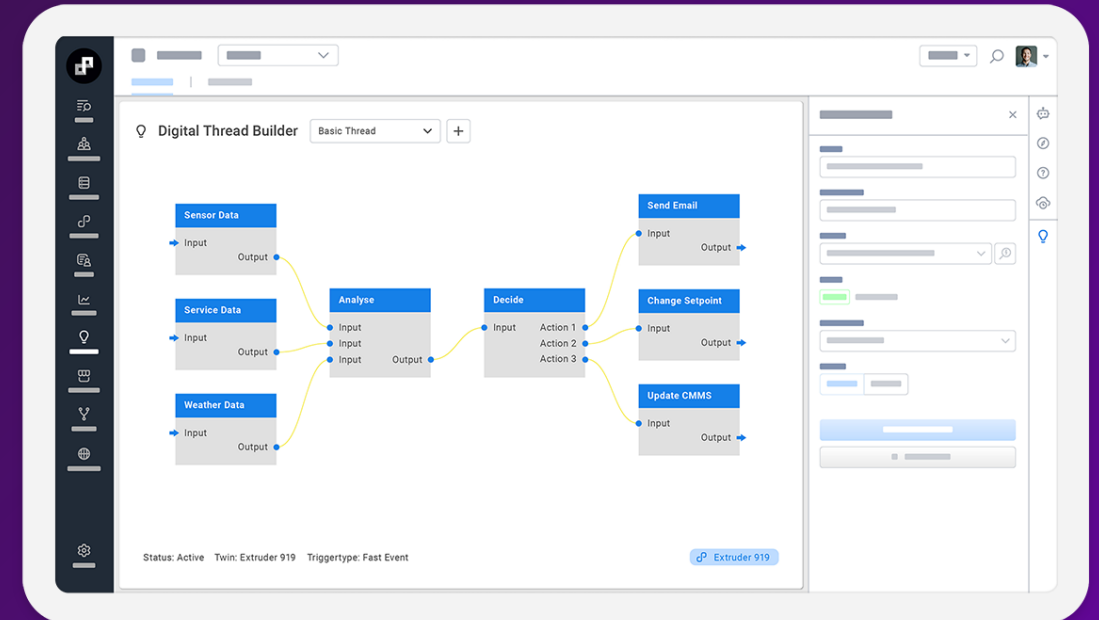 Digital Thread Builder
Basic Thread
Sensor Data
Input
Output
Service Data
Input
Output
Weather Data
Input
Output
Analyse
Input
Input
Input
Output
Decide
Input
Action 1
Action 2
Action 3
Send Email
Input
Output
Change Setpoint
Input
Output
Update CMMS
Input
Output
Status: Active Twin: Extruder 919 Triggertype: Fast Event
Extruder 919